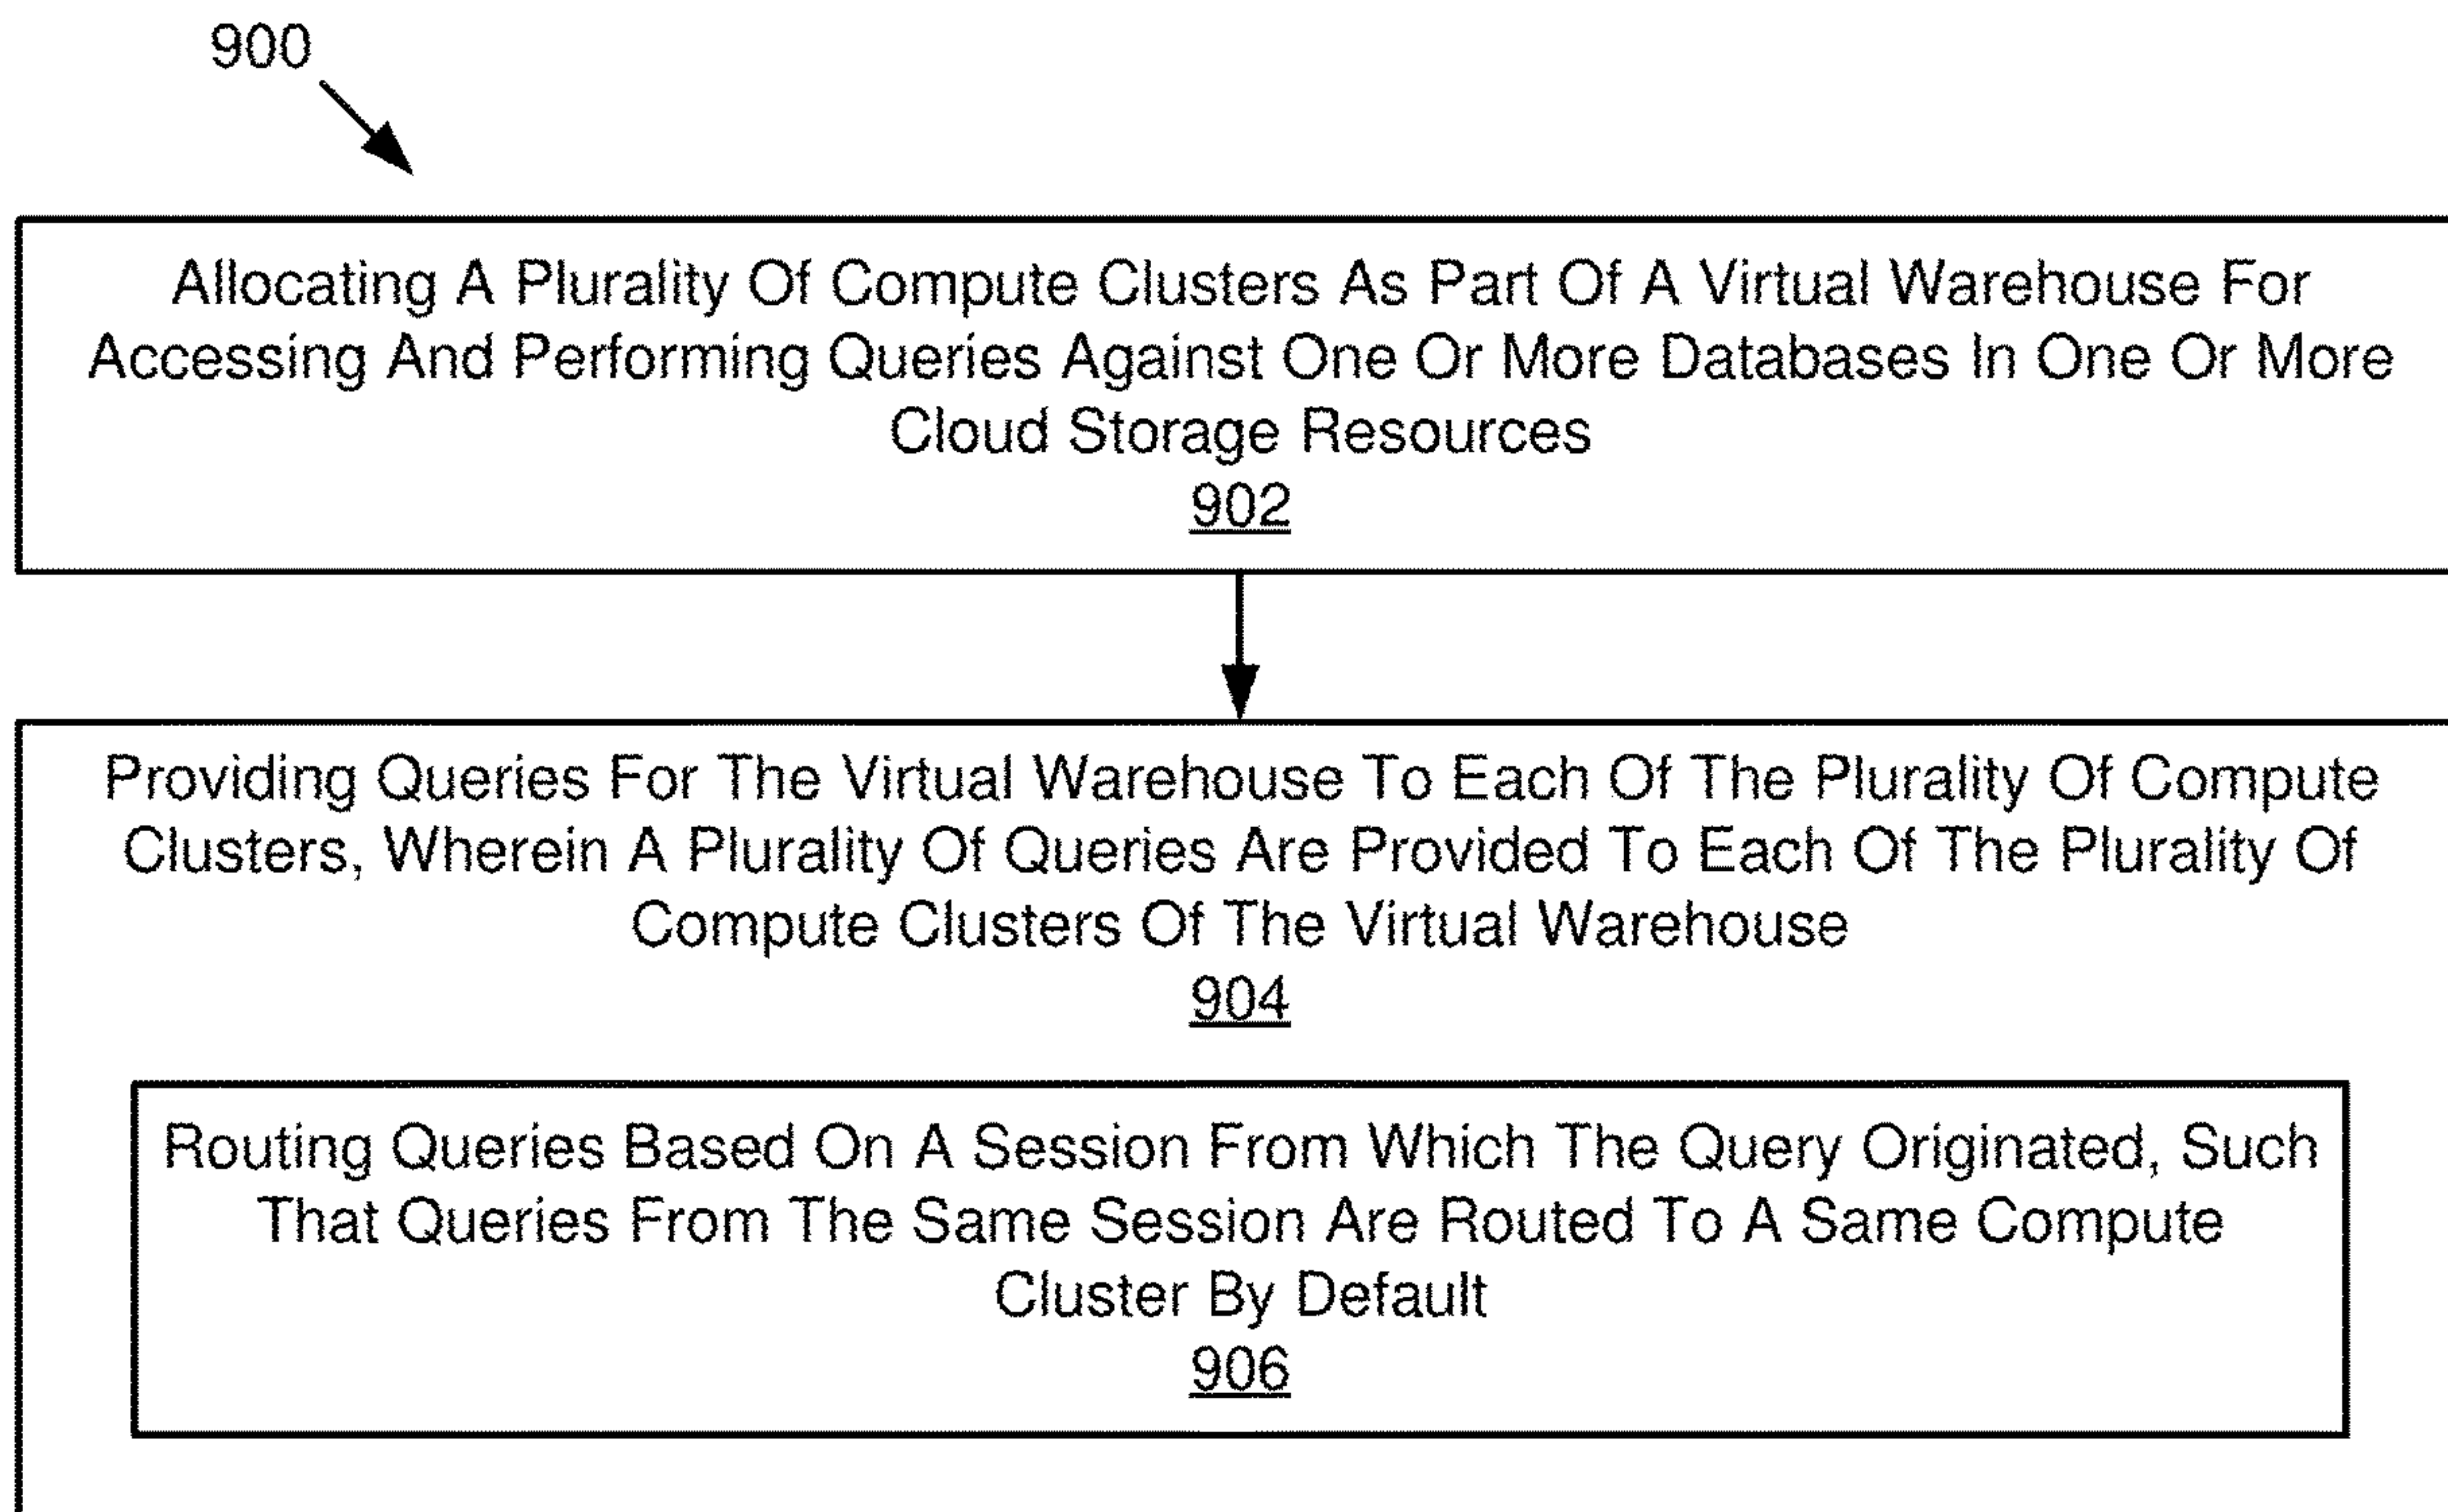 900
Allocating A Plurality Of Compute Clusters As Part Of A Virtual Warehouse For
Accessing And Performing Queries Against One Or More Databases In One Or More
Cloud Storage Resources
902
Providing Queries For The Virtual Warehouse To Each Of The Plurality Of Compute
Clusters, Wherein A Plurality Of Queries Are Provided To Each Of The Plurality Of
Compute Clusters Of The Virtual Warehouse
904
Routing Queries Based On A Session From Which The Query Originated, Such
That Queries From The Same Session Are Routed To A Same Compute
Cluster By Default
906